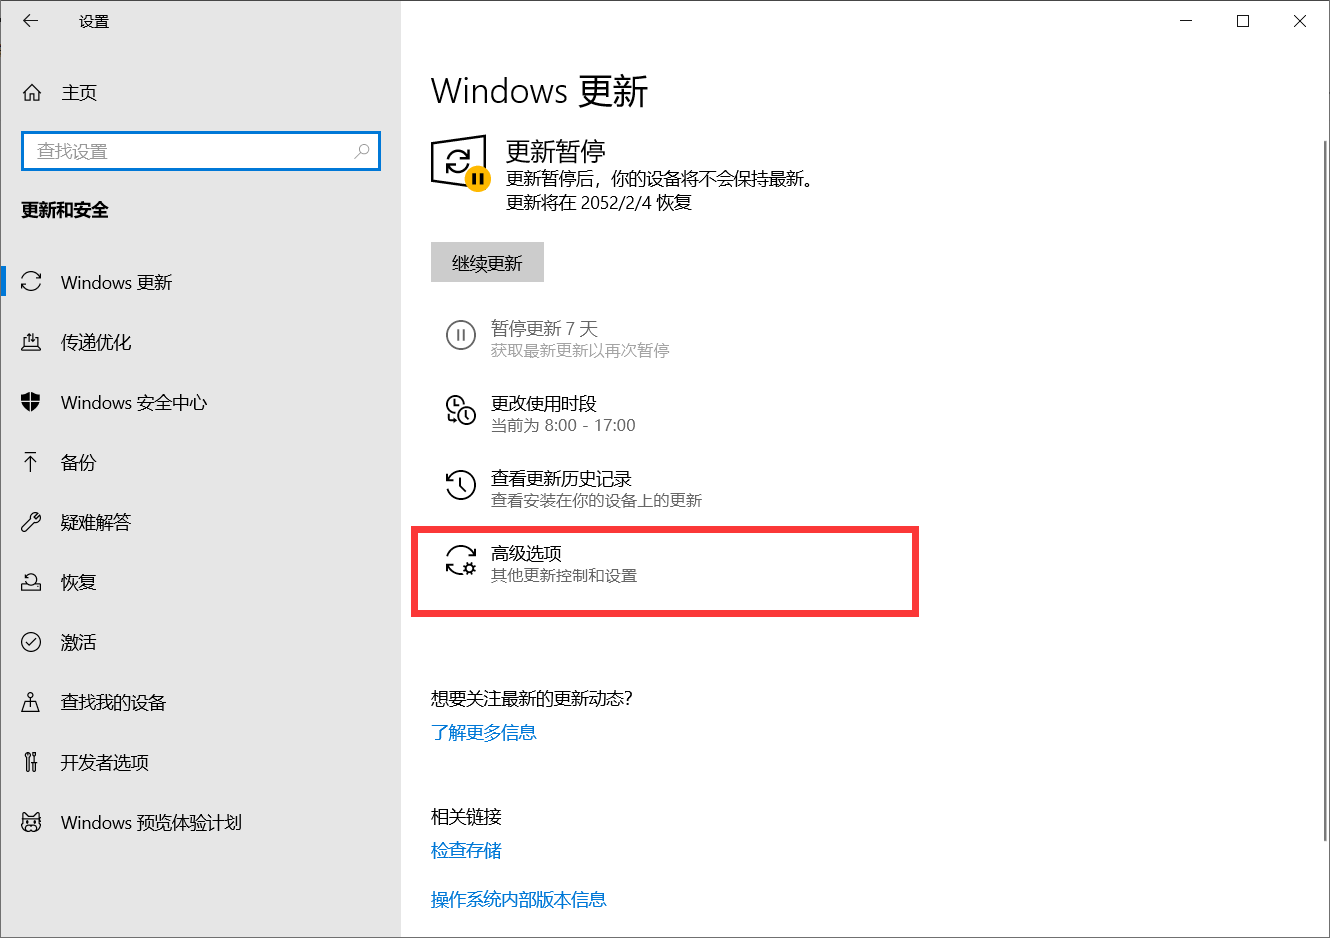 设置
主页
查找设置
更新和安全
Windows 更新
传递优化
Windows 安全中心
备份
疑难解答
恢复
激活
查找我的设备
开发者选项
Windows 预览体验计划
Windows 更新
更新暂停
更新暂停后，你的设备将不会保持最新。
更新将在 2052/2/4 恢复
继续更新
暂停更新 7 天
获取最新更新以再次暂停
更改使用时段
当前为 8:00 - 17:00
查看更新历史记录
查看安装在你的设备上的更新
高级选项
其他更新控制和设置
想要关注最新的更新动态?
了解更多信息
相关链接
检查存储
操作系统内部版本信息